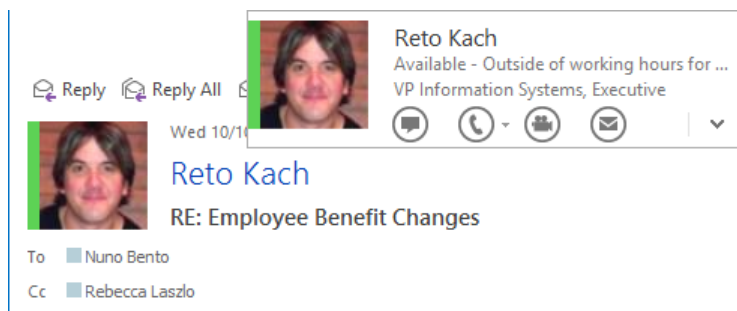 Reto Kach
Available - Outside of working hours for ...
VP Information Systems, Executive
Reply Reply All
Wed 10/10
Reto Kach
RE: Employee Benefit Changes
To Nuno Bento
Cc Rebecca Laszlo